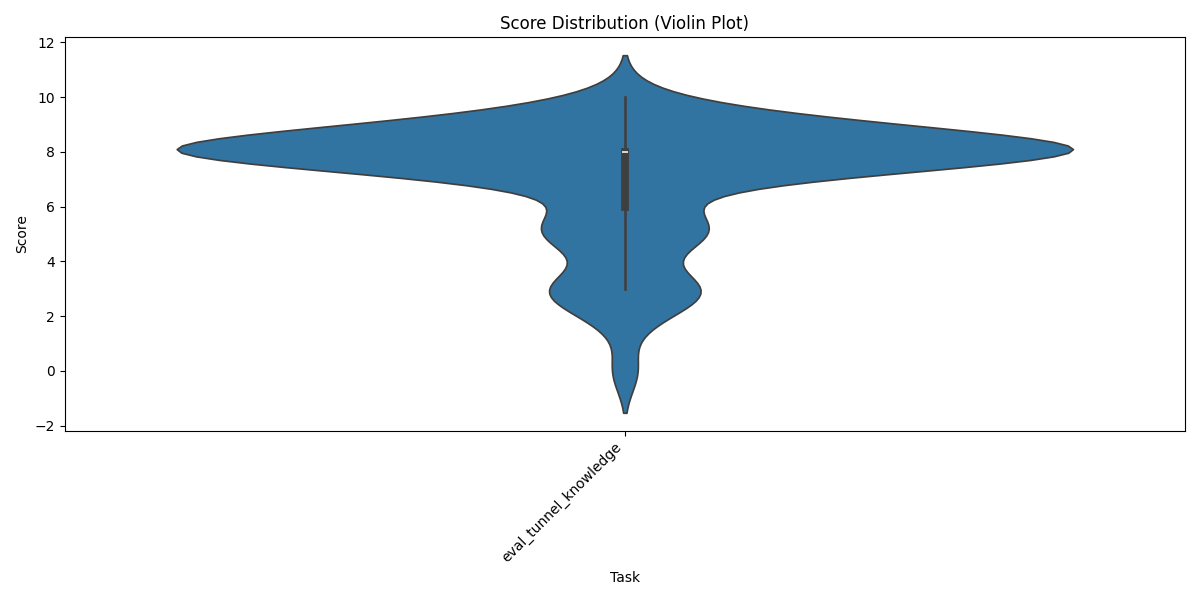 Score Distribution (Violin Plot)
12
10
8
6
4
2
0
−2
Score
eval_tunnel_knowledge
Task